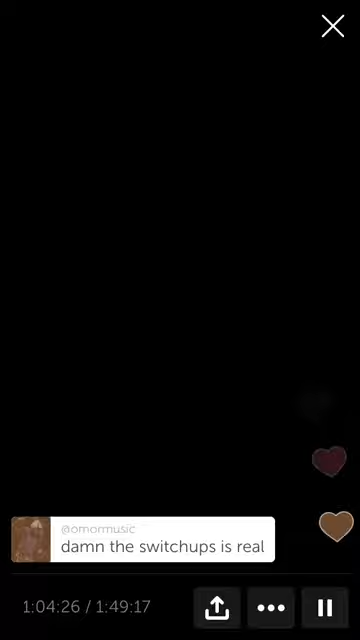 @omormusic
damn the switchups is real
1:04:26 / 1:49:17